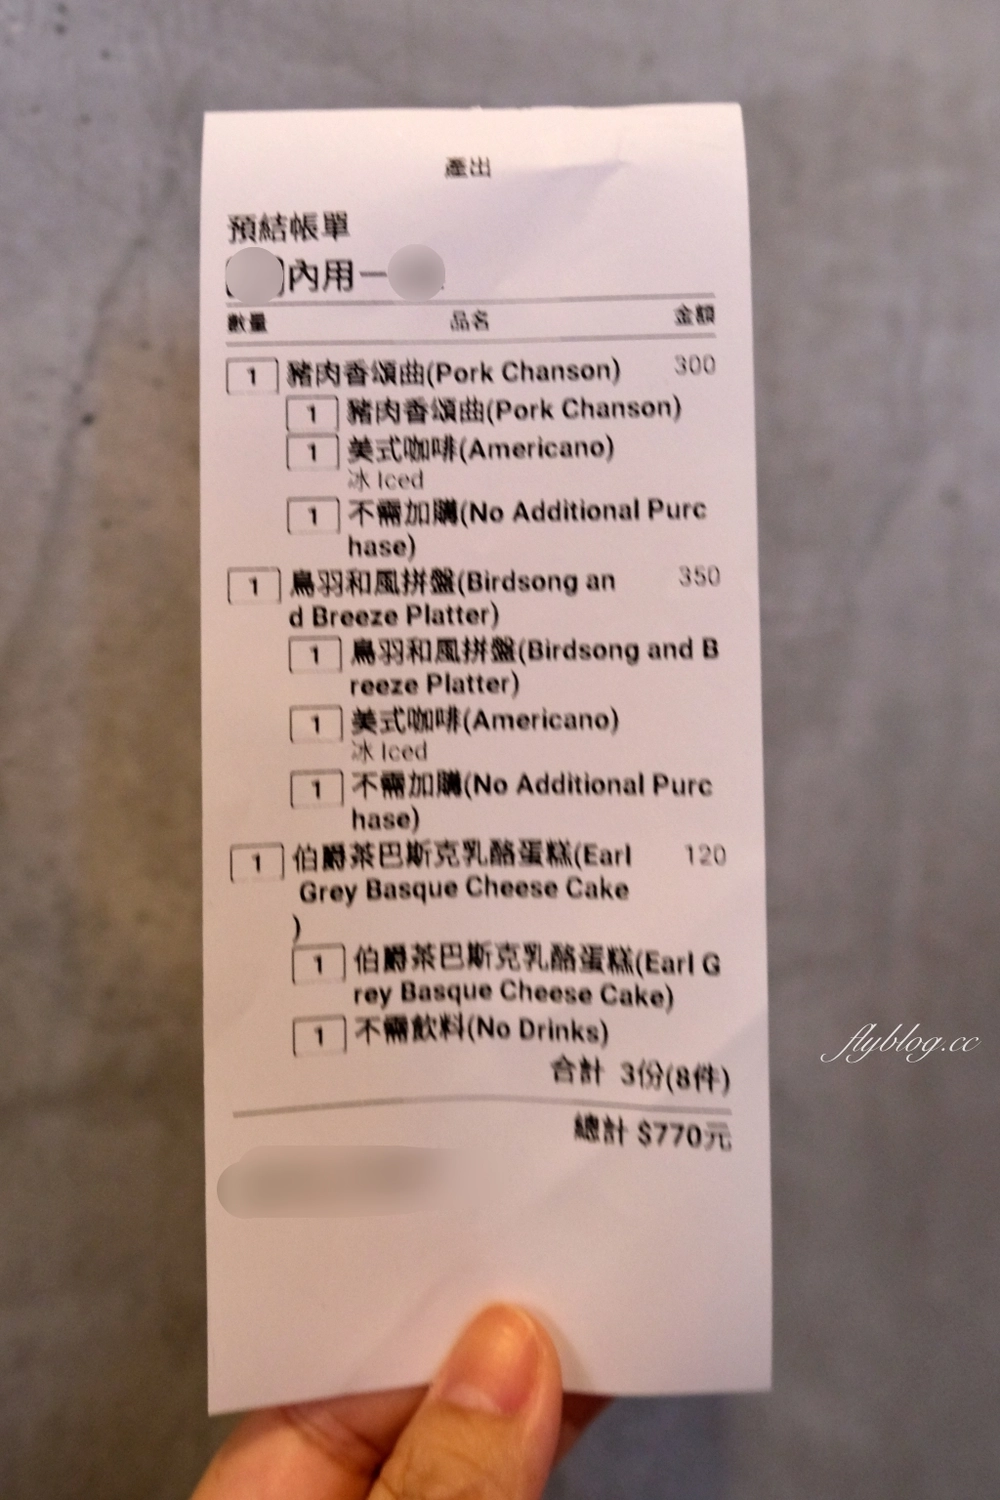 產出
預結帳單
內用一
數量 品名 金額
1 豬肉香頌曲(Pork Chanson) 300
1 豬肉香頌曲(Pork Chanson)
1 美式咖啡(Americano)
冰 Iced
1 不需加購(No Additional Purc
hase)
1 鳥羽和風拼盤(Birdsong an 350
d Breeze Platter)
1 鳥羽和風拼盤(Birdsong and B
reeze Platter)
1 美式咖啡(Americano)
冰 Iced
1 不需加購(No Additional Purc
hase)
1 伯爵茶巴斯克乳酪蛋糕(Earl 120
Grey Basque Cheese Cake
)
1 伯爵茶巴斯克乳酪蛋糕(Earl G
rey Basque Cheese Cake)
1 不需飲料(No Drinks)
合計 3份(8件)
總計 $770元
flyblog.cc